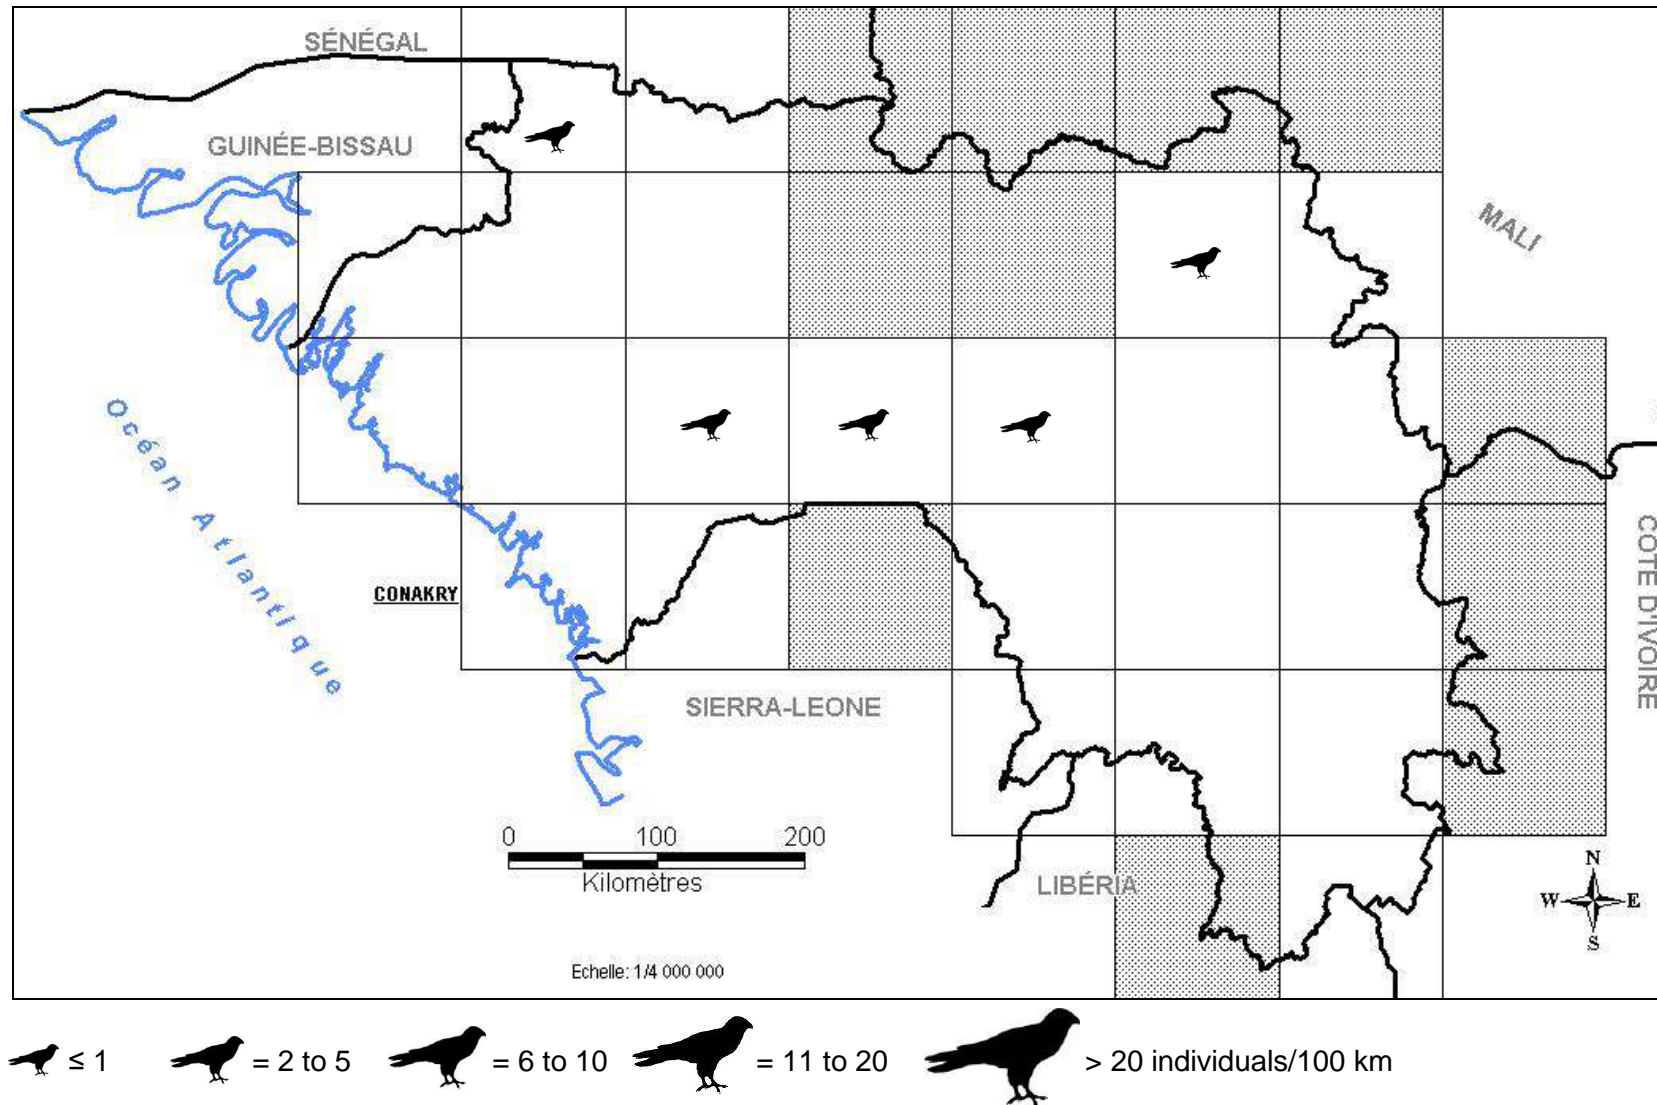 SÉNÉGAL
GUINÉE-BISSAU
MALI
Océan Atlantique
CONAKRY
COTE D'IVOIRE
SIERRA-LEONE
0 100 200
Kilomètres
LIBÉRIA
N
W E
S
Echelle: 1/4 000 000
≤ 1 = 2 to 5 = 6 to 10 = 11 to 20 > 20 individuals/100 km